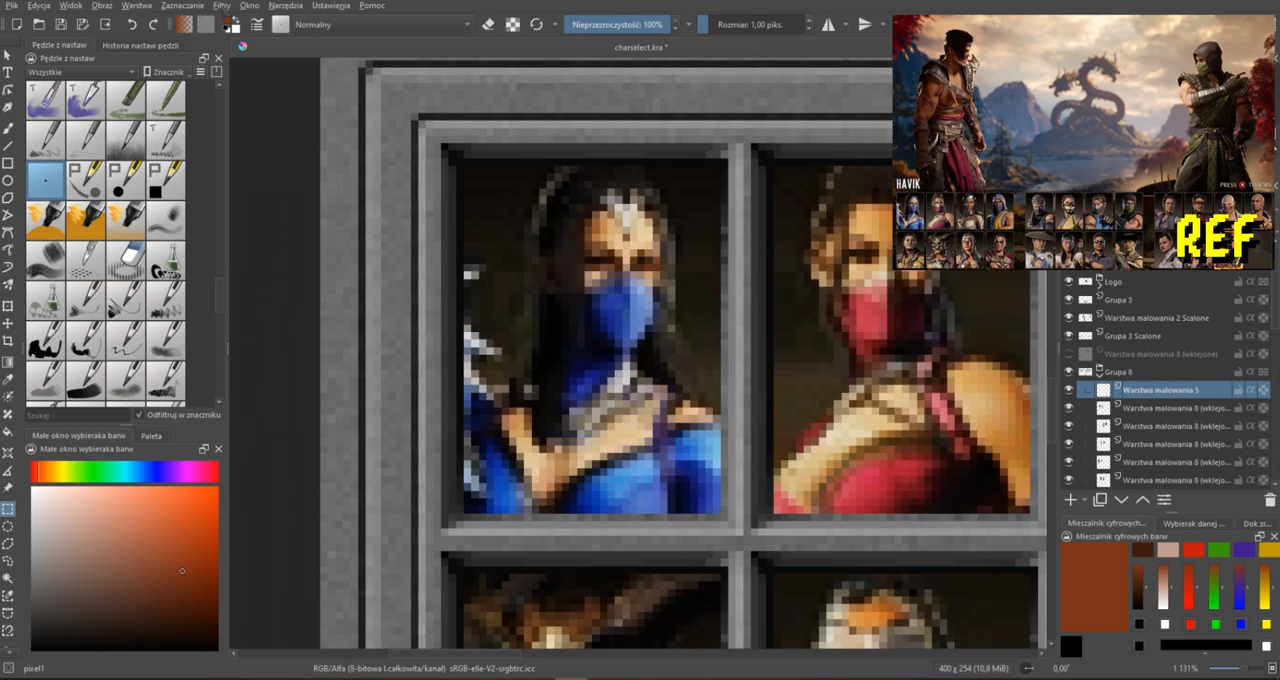 Plik Edycja Widok Obraz Warstwa Zaznaczanie Filtry Okno Narzędzia Ustawienia Pomoc
Normalny
Nieprzezroczystość: 100%
Rozmiar: 1,00 piks.
Pędzle z nastaw
Historia nastaw pędzli
charselect.kra *
Pędzle z nastaw
Wszystkie
Znacznik
Szukaj
Odfiltruj w znaczniku
Małe okno wybieraka barw
Paleta
Małe okno wybieraka barw
HAVIK
REF
Logo
Grupa 3
Warstwa malowania 2 Scalone
Grupa 3 Scalone
Warstwa malowania 8 (wklejone)
Grupa 8
Warstwa malowania 5
Warstwa malowania 8 (wklejo...
Warstwa malowania 8 (wklejo...
Warstwa malowania 8 (wklejo...
Warstwa malowania 8 (wklejo...
Warstwa malowania 8 (wklejo...
Mieszalnik cyfrowych...
Wybierak danej ...
Dok zr...
Mieszalnik cyfrowych barw
pixel1
RGB/Alfa (8-bitowa l.całkowita/kanał) sRGB-elle-V2-srgbtrc.icc
400 x 254 (10,8 MiB)
0,00°
1 131%